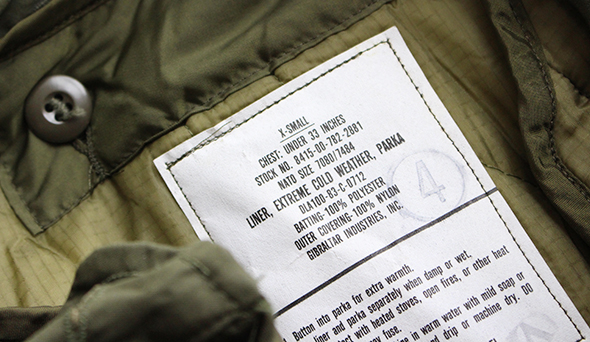 X-SMALL
CHEST: UNDER 33 INCHES
STOCK NO. 8415-00-782-2881
NATO SIZE 7080/7484
LINER, EXTREME COLD WEATHER, PARKA
DLA100-83-C-0712
BATTING-100% POLYESTER
OUTER COVERING-100% NYLON
GIBRALTAR INDUSTRIES, INC.
4
Button into parka for extra warmth.
liner and parka separately when damp or wet.
with heated stoves, open fires, or other heat
fuse.
in warm water with mild soap or
drip or machine dry. DO